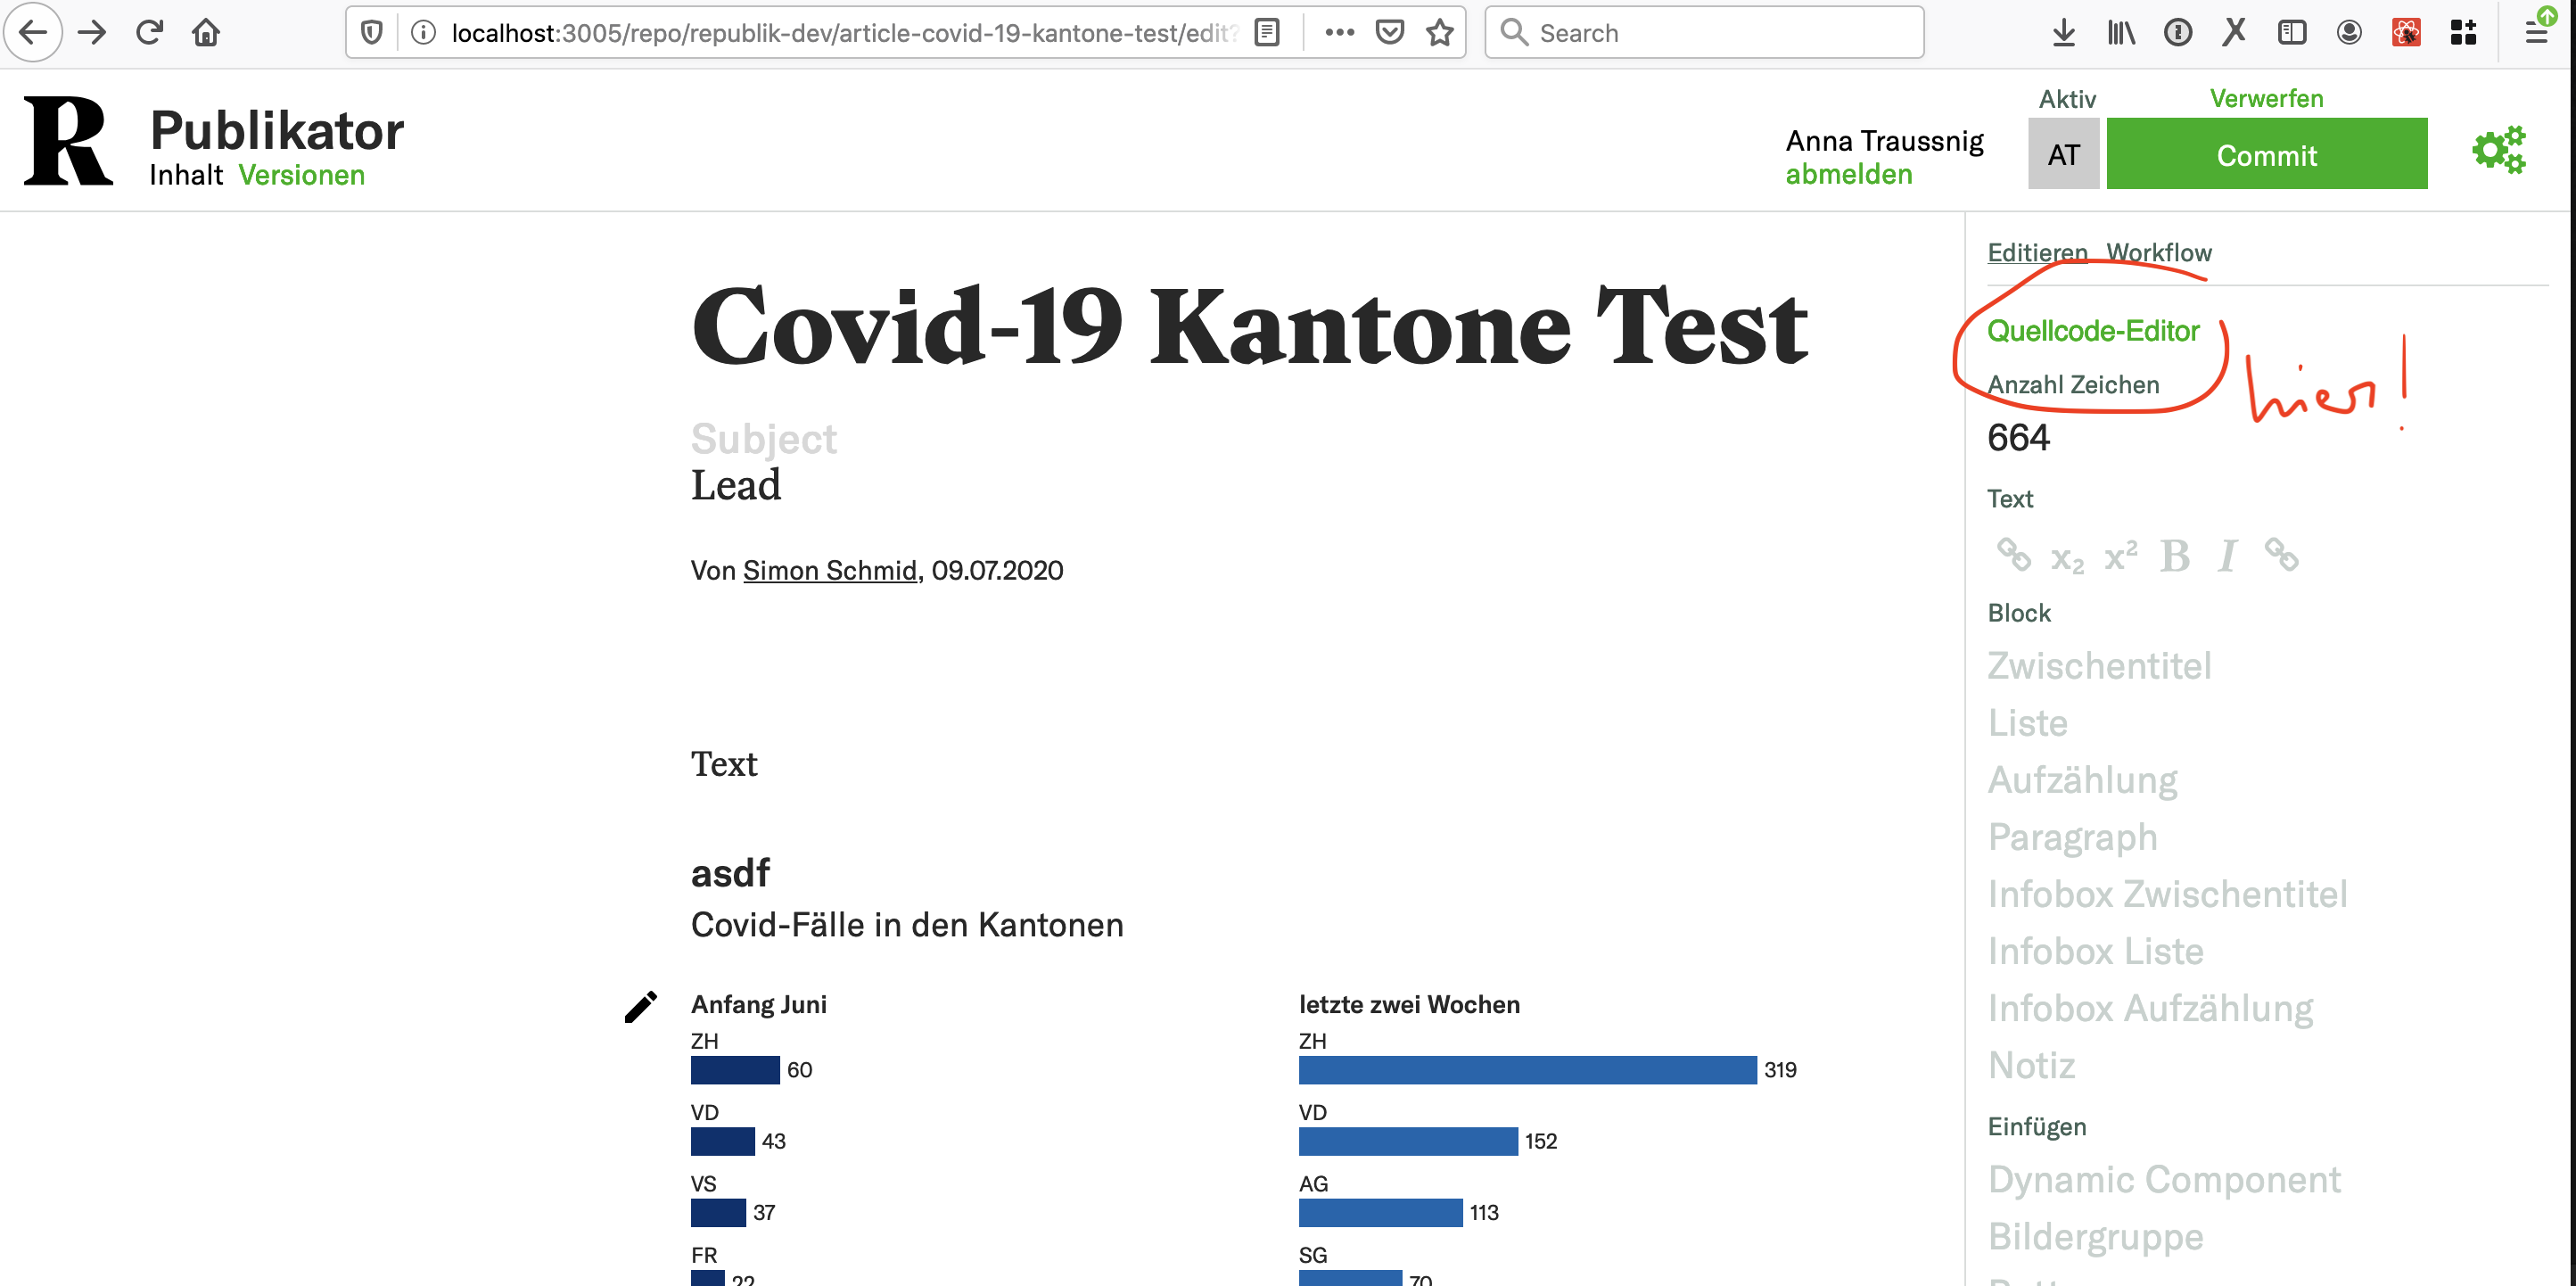 localhost:3005/repo/republik-dev/article-covid-19-kantone-test/edit?
Search
R
Publikator
Inhalt Versionen
Anna Traussnig
abmelden
Aktiv
AT
Verwerfen
Commit
Covid-19 Kantone Test
Subject
Lead
Von Simon Schmid, 09.07.2020
Text
asdf
Covid-Fälle in den Kantonen
Anfang Juni
ZH
60
VD
43
VS
37
FR
22
letzte zwei Wochen
ZH
319
VD
152
AG
113
SG
70
Editieren Workflow
Quellcode-Editor
hier!
Anzahl Zeichen
664
Text
x₂ x² B I
Block
Zwischentitel
Liste
Aufzählung
Paragraph
Infobox Zwischentitel
Infobox Liste
Infobox Aufzählung
Notiz
Einfügen
Dynamic Component
Bildergruppe